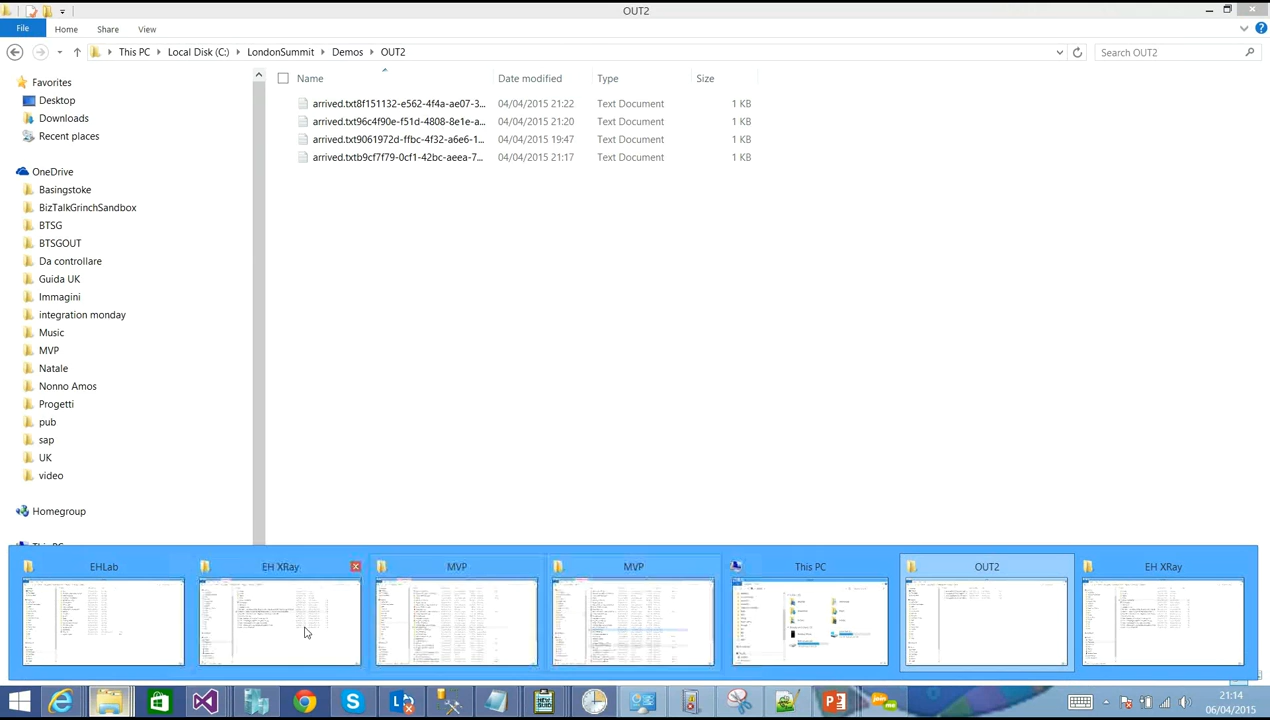 OUT2
File Home Share View
This PC Local Disk (C:) LondonSummit Demos OUT2 Search OUT2
Name Date modified Type Size
Favorites
Desktop
Downloads
Recent places
OneDrive
Basingstoke
BizTalkGrinchSandbox
BTSG
BTSGOUT
Da controllare
Guida UK
Immagini
integration monday
Music
MVP
Natale
Nonno Amos
Progetti
pub
sap
UK
video
Homegroup
This PC
arrived.txt8f151132-e562-4f4a-ae07-3... 04/04/2015 21:22 Text Document 1 KB
arrived.txt96c4f90e-f51d-4808-8e1e-a... 04/04/2015 21:20 Text Document 1 KB
arrived.txt9061972d-ffbc-4f32-a6e6-1... 04/04/2015 19:47 Text Document 1 KB
arrived.txtb9cf7f79-0cf1-42bc-aeea-7... 04/04/2015 21:17 Text Document 1 KB
EHLab EH XRay MVP MVP This PC OUT2 EH XRay
21:14
06/04/2015